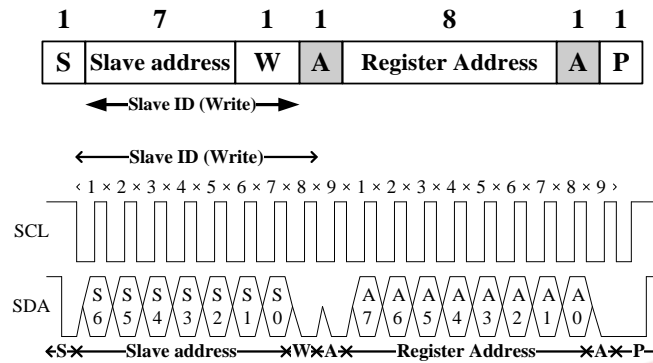 1 7 1 1 8 1 1
S Slave address W A Register Address A P
Slave ID (Write)
Slave ID (Write)
1 2 3 4 5 6 7 8 9 1 2 3 4 5 6 7 8 9
SCL
SDA
S S S S S S S A A A A A A A A
6 5 4 3 2 1 0 7 6 5 4 3 2 1 0
S Slave address W A Register Address A P